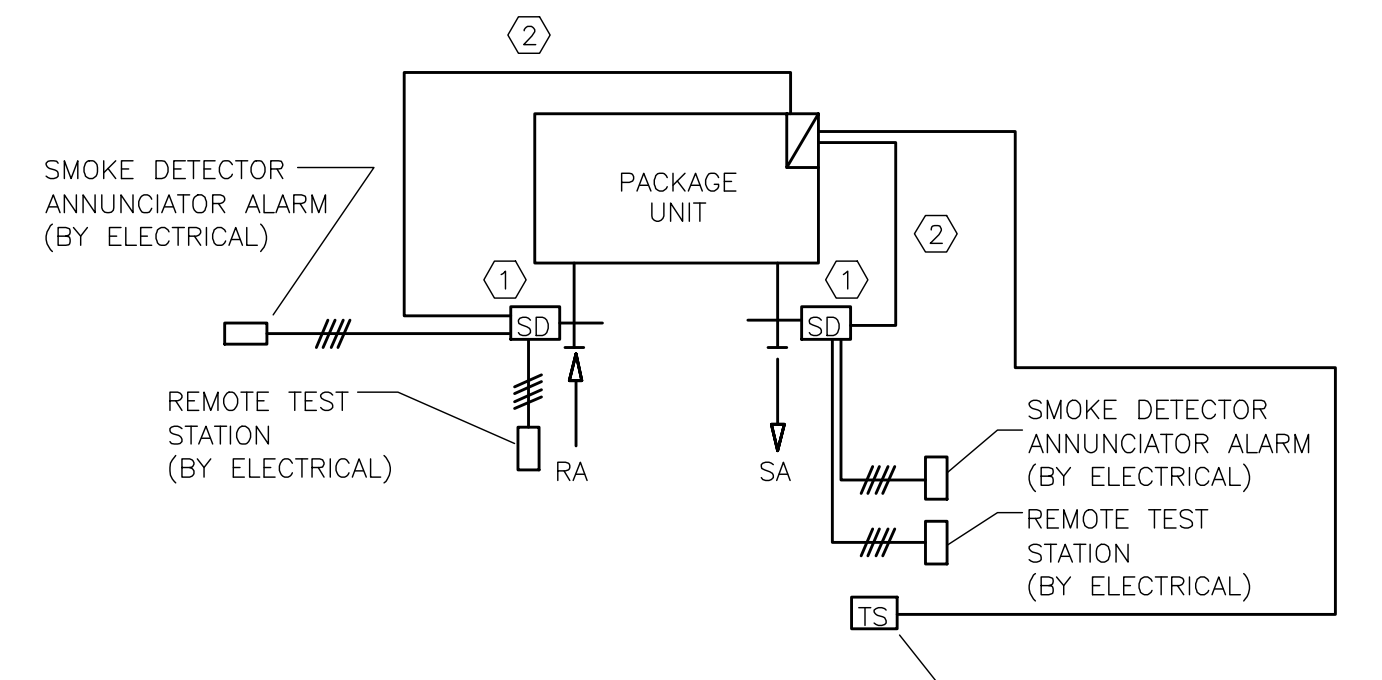 2
SMOKE DETECTOR
ANNUNCIATOR ALARM
(BY ELECTRICAL)
PACKAGE
UNIT
2
1
1
SD
SD
REMOTE TEST
STATION
(BY ELECTRICAL)
RA
SA
SMOKE DETECTOR
ANNUNCIATOR ALARM
(BY ELECTRICAL)
REMOTE TEST
STATION
(BY ELECTRICAL)
TS